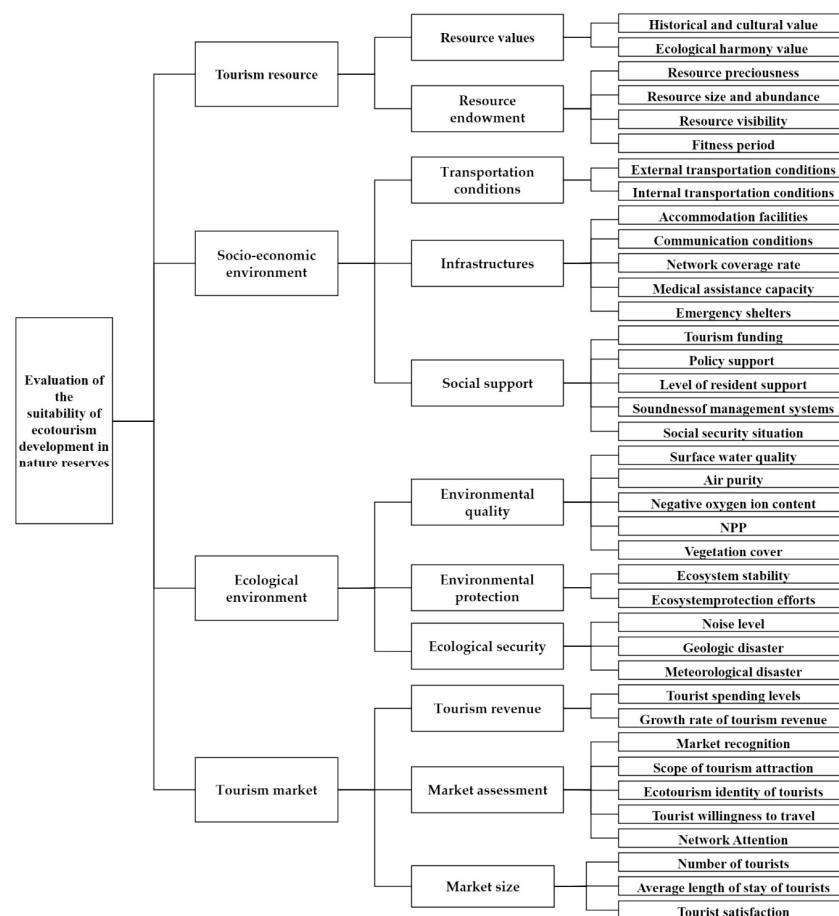 Evaluation of
the
suitability of
ecotourism
development in
nature reserves
Tourism resource
Socio-economic
environment
Ecological
environment
Tourism market
Resource values
Resource
endowment
Transportation
conditions
Infrastructures
Social support
Environmental
quality
Environmental
protection
Ecological security
Tourism revenue
Market assessment
Market size
Historical and cultural value
Ecological harmony value
Resource preciousness
Resource size and abundance
Resource visibility
Fitness period
External transportation conditions
Internal transportation conditions
Accommodation facilities
Communication conditions
Network coverage rate
Medical assistance capacity
Emergency shelters
Tourism funding
Policy support
Level of resident support
Soundnessof management systems
Social security situation
Surface water quality
Air purity
Negative oxygen ion content
NPP
Vegetation cover
Ecosystem stability
Ecosystemprotection efforts
Noise level
Geologic disaster
Meteorological disaster
Tourist spending levels
Growth rate of tourism revenue
Market recognition
Scope of tourism attraction
Ecotourism identity of tourists
Tourist willingness to travel
Network Attention
Number of tourists
Average length of stay of tourists
Tourist satisfaction